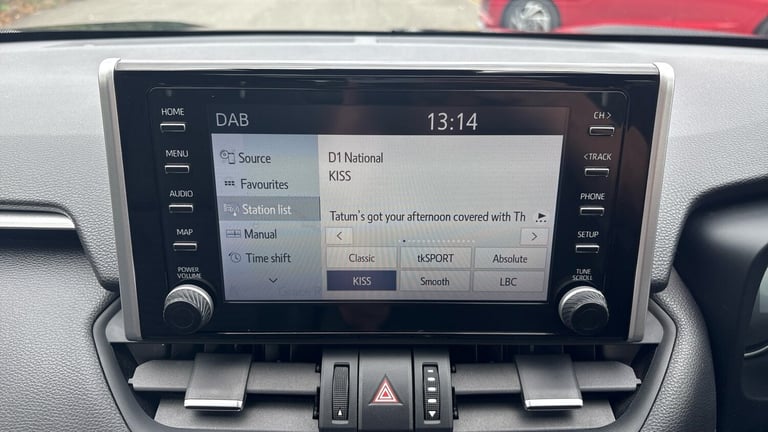 DAB
13:14
HOME
MENU
AUDIO
MAP
POWER
VOLUME
Source
Favourites
Station list
Manual
Time shift
D1 National
KISS
Tatum's got your afternoon covered with Th
Classic
tkSPORT
Absolute
KISS
Smooth
LBC
CH >
< TRACK
PHONE
SETUP
TUNE
SCROLL